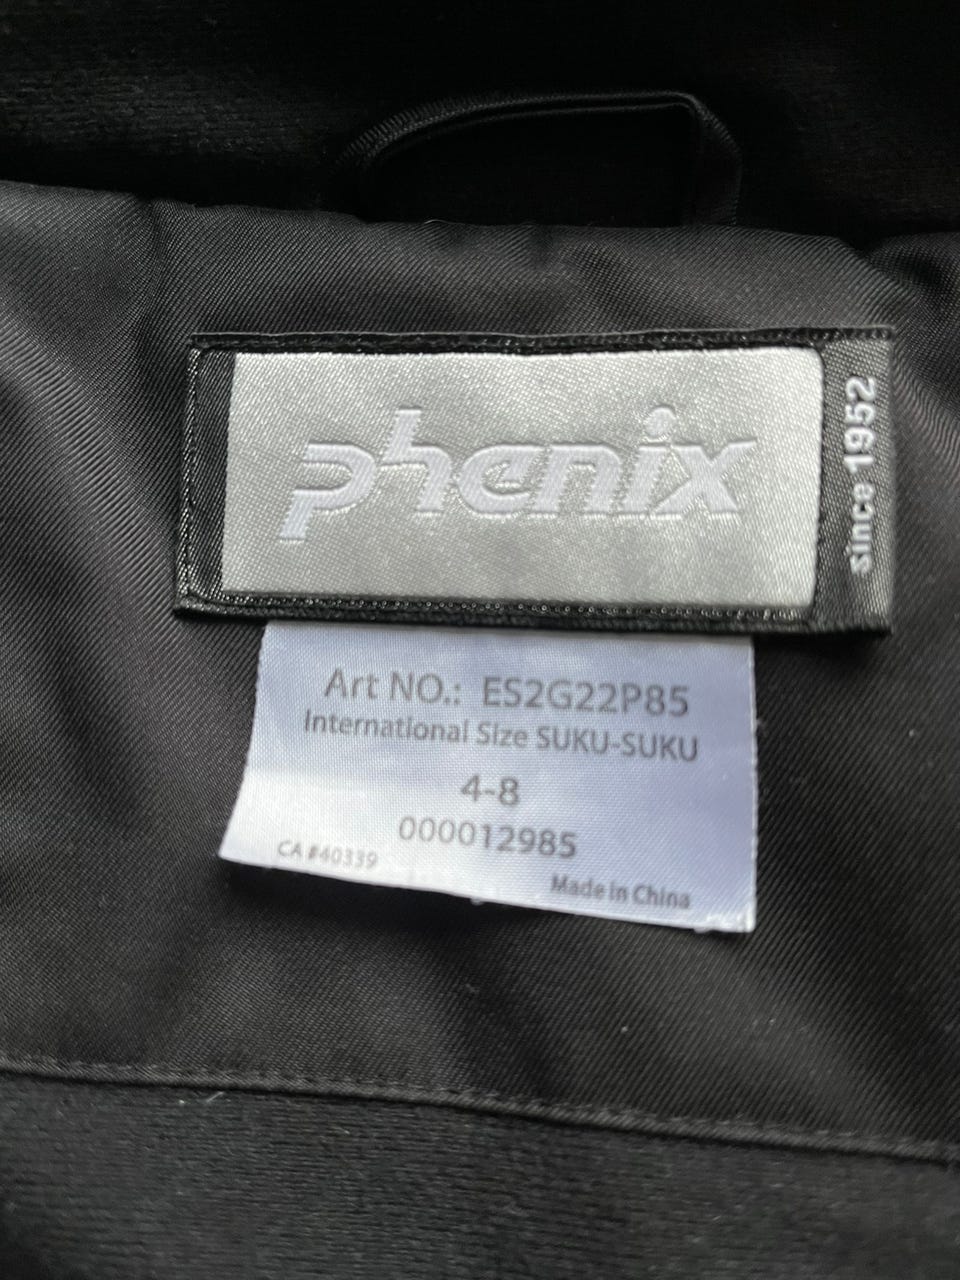 phenix
since 1952
Art NO.: ES2G22P85
International Size SUKU-SUKU
4-8
000012985
CA #40339
Made in China